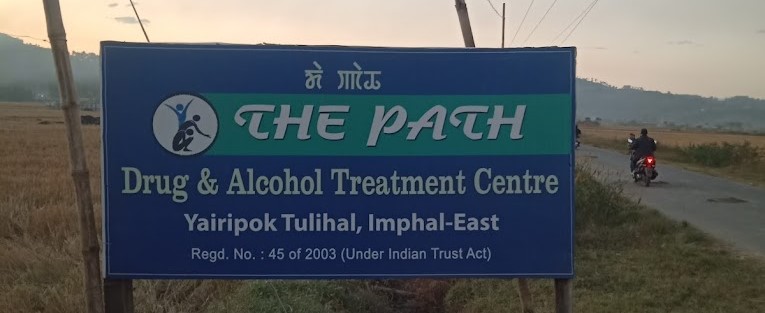 THE PATH
Drug & Alcohol Treatment Centre
Yairipok Tulihal, Imphal-East
Regd. No. : 45 of 2003 (Under Indian Trust Act)